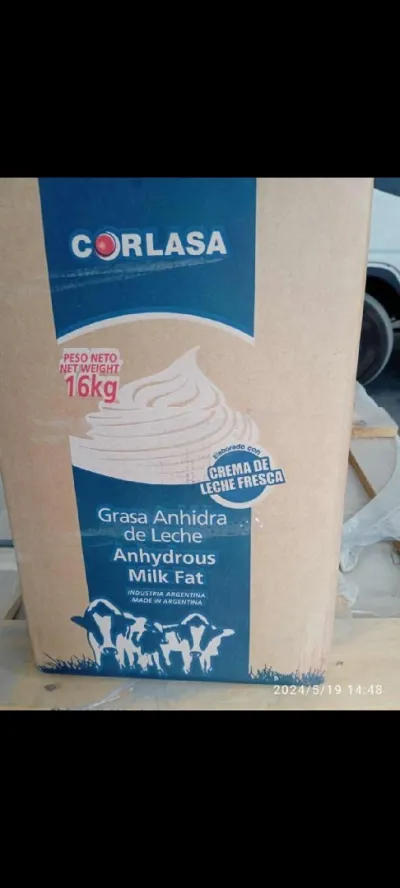 CORLASA
PESO NETO
NET WEIGHT
16kg
Elaborado con
CREMA DE
LECHE FRESCA
Grasa Anhidra
de Leche
Anhydrous
Milk Fat
INDUSTRIA ARGENTINA
MADE IN ARGENTINA
2024/5/19 14:48